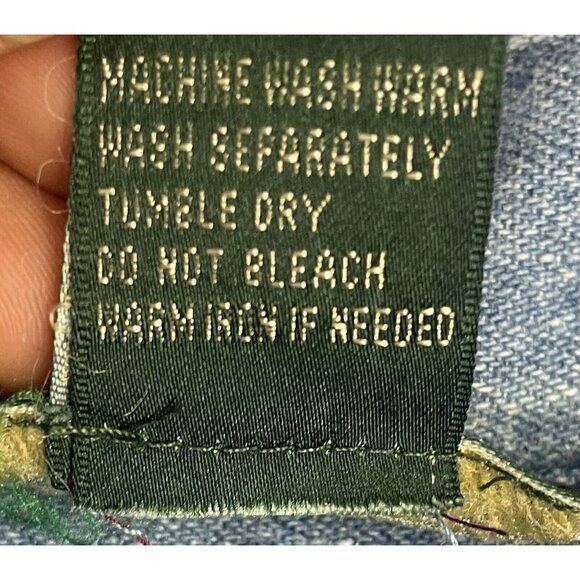 MACHINE WASH WARM
WASH SEPARATELY
TUMBLE DRY
DO NOT BLEACH
WARM IRON IF NEEDED